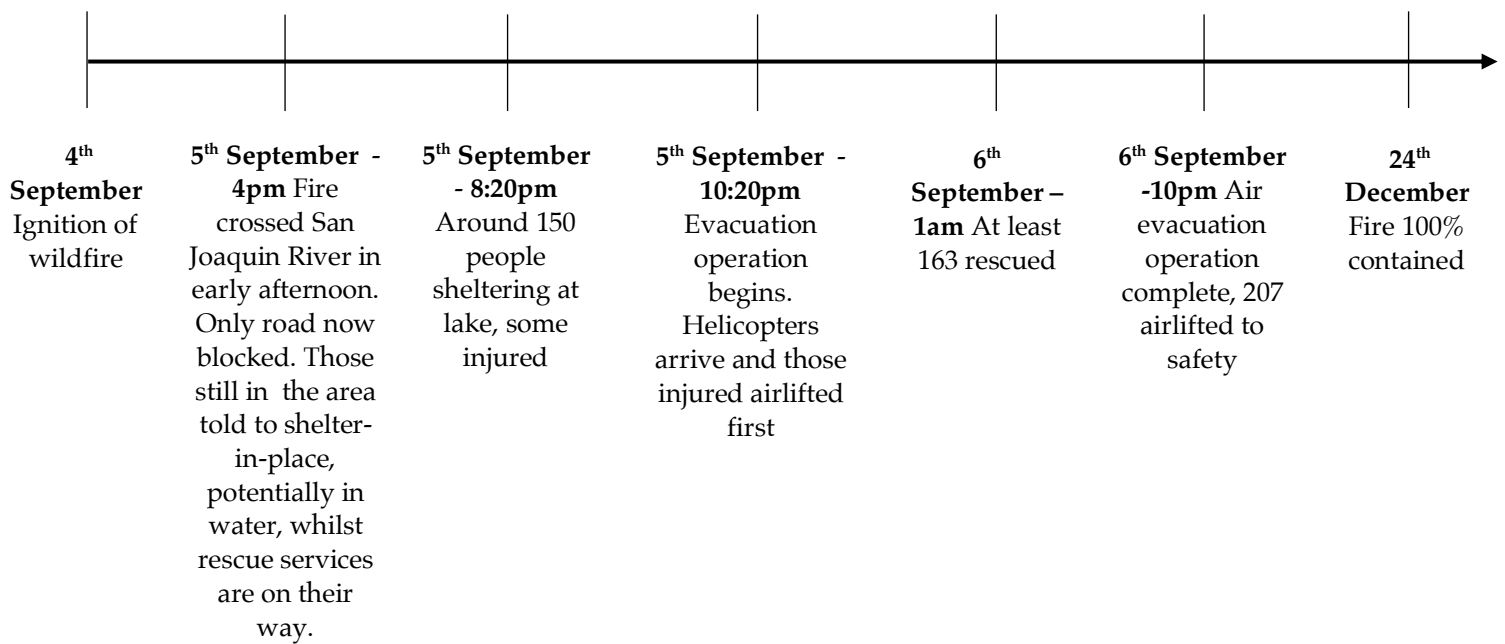 4th
September
Ignition of
wildfire
5th September -
4pm Fire
crossed San
Joaquin River in
early afternoon.
Only road now
blocked. Those
still in the area
told to shelter-
in-place,
potentially in
water, whilst
rescue services
are on their
way.
5th September
- 8:20pm
Around 150
people
sheltering at
lake, some
injured
5th September -
10:20pm
Evacuation
operation
begins.
Helicopters
arrive and those
injured airlifted
first
6th
September –
1am At least
163 rescued
6th September
-10pm Air
evacuation
operation
complete, 207
airlifted to
safety
24th
December
Fire 100%
contained